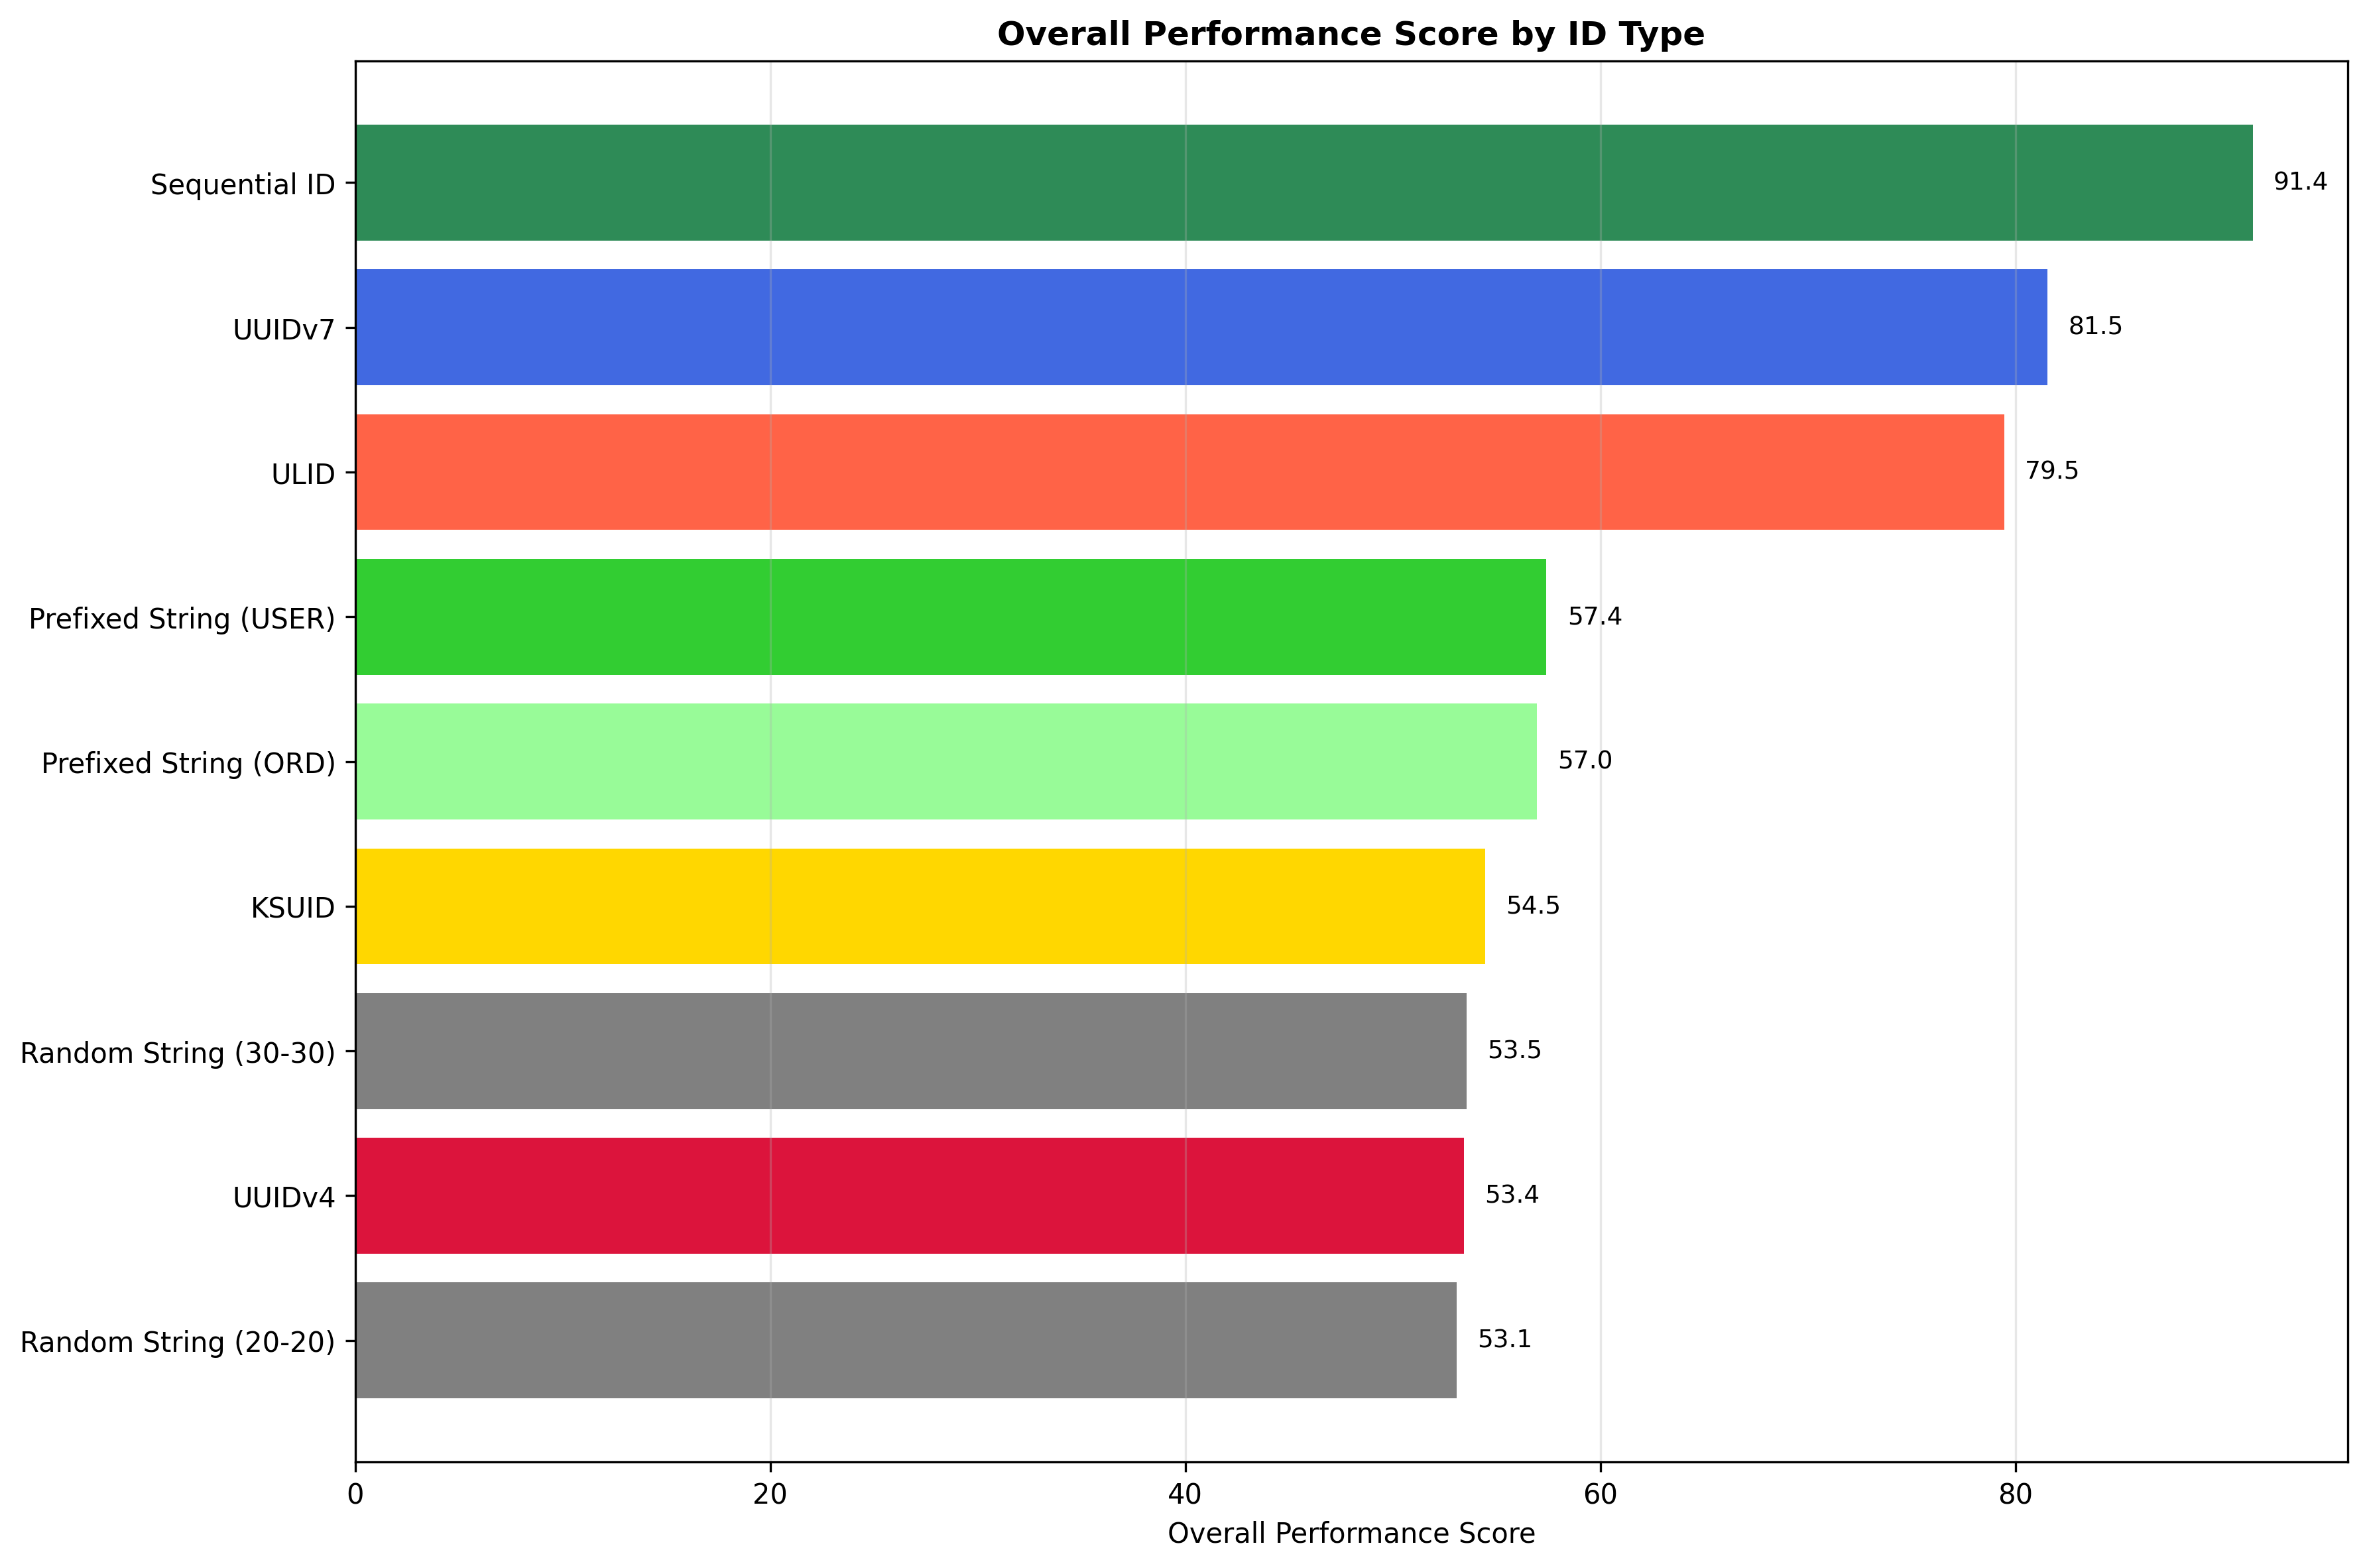 Overall Performance Score by ID Type
Sequential ID
91.4
UUIDv7
81.5
ULID
79.5
Prefixed String (USER)
57.4
Prefixed String (ORD)
57.0
KSUID
54.5
Random String (30-30)
53.5
UUIDv4
53.4
Random String (20-20)
53.1
0 20 40 60 80
Overall Performance Score